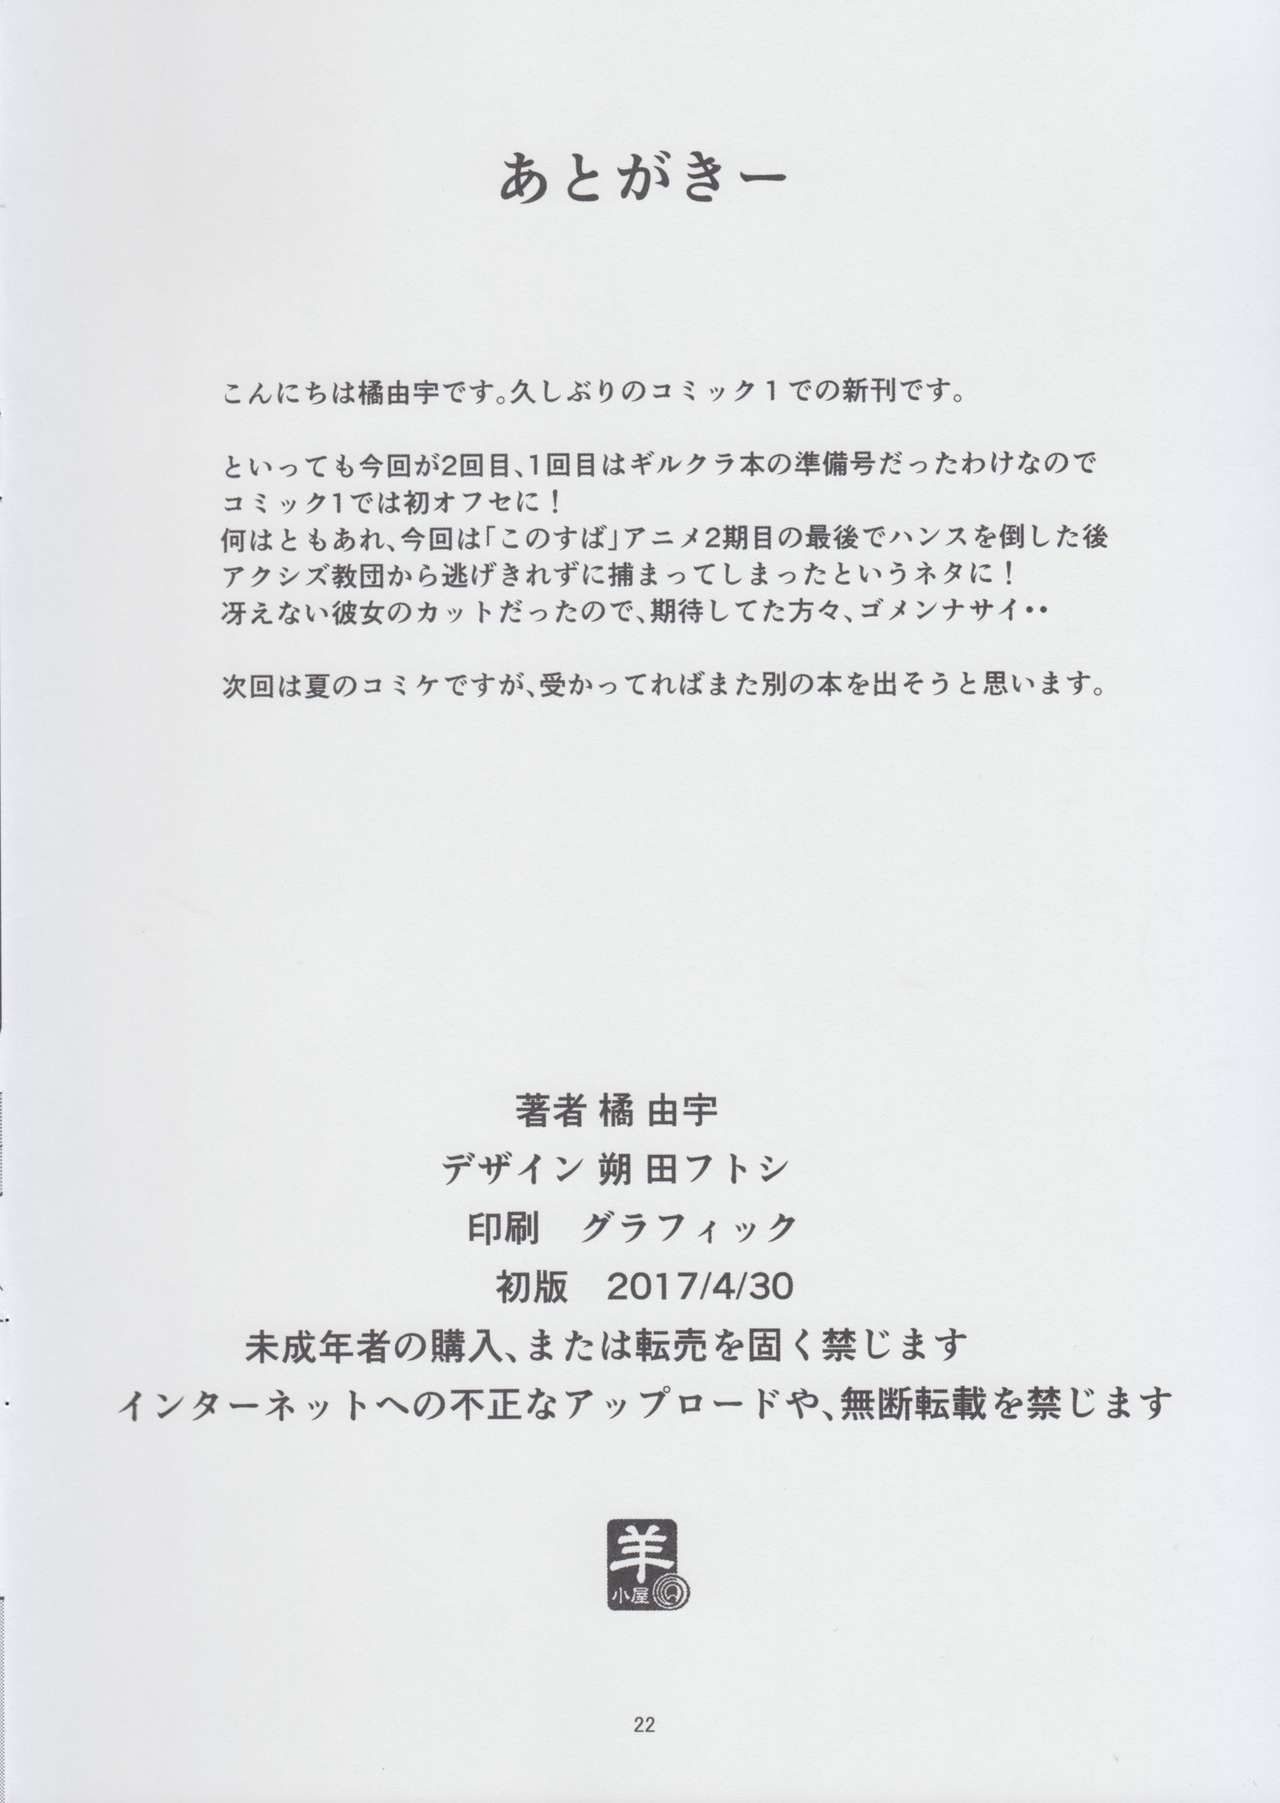 あとがきー
こんにちは橘由宇です。久しぶりのコミック１での新刊です。
といっても今回が2回目、1回目はギルクラ本の準備号だったわけなので
コミック1では初オフセに！
何はともあれ、今回は「このすば」アニメ2期目の最後でハンスを倒した後
アクシズ教団から逃げきれずに捕まってしまったというネタに！
冴えない彼女のカットだったので、期待してた方々、ゴメンナサイ・・
次回は夏のコミケですが、受かってればまた別の本を出そうと思います。
著者 橘 由宇
デザイン 朔 田フトシ
印刷　グラフィック
初版　2017/4/30
未成年者の購入、または転売を固く禁じます
インターネットへの不正なアップロードや、無断転載を禁じます
羊
小屋
22